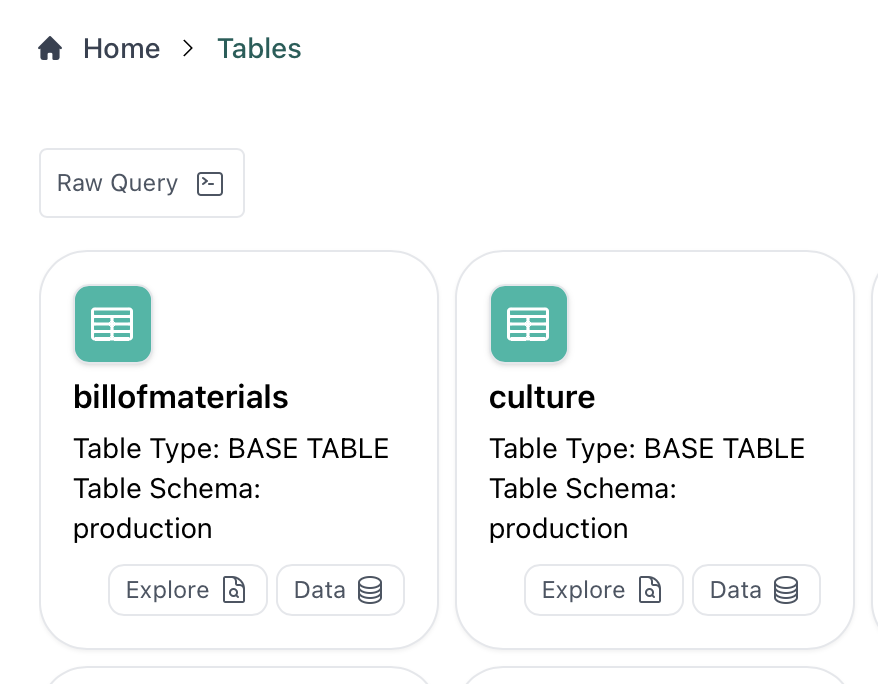 Home > Tables
Raw Query
billofmaterials
Table Type: BASE TABLE
Table Schema:
production
Explore
Data
culture
Table Type: BASE TABLE
Table Schema:
production
Explore
Data